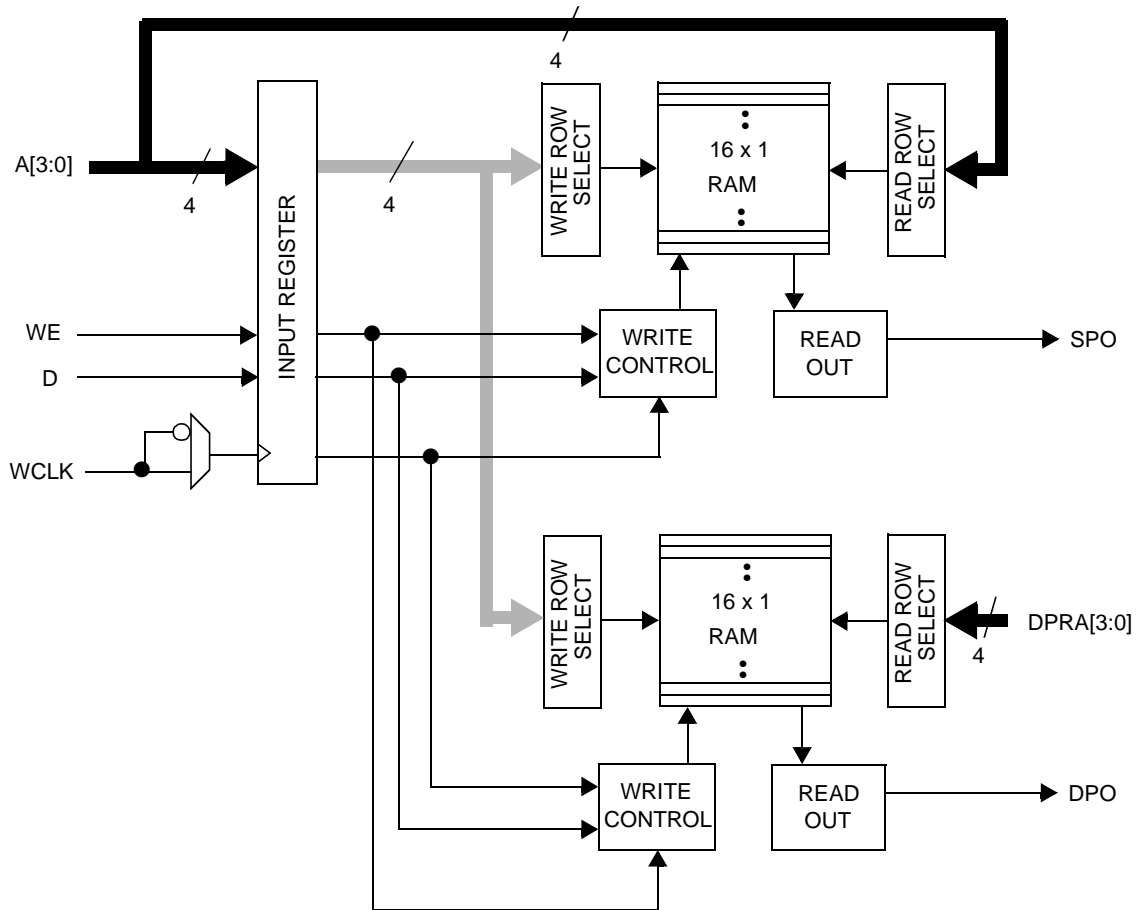 4
A[3:0]
4
4
INPUT REGISTER
WRITE ROW
SELECT
16 x 1
RAM
READ ROW
SELECT
WE
D
WCLK
WRITE
CONTROL
READ
OUT
SPO
WRITE ROW
SELECT
16 x 1
RAM
READ ROW
SELECT
DPRA[3:0]
4
WRITE
CONTROL
READ
OUT
DPO